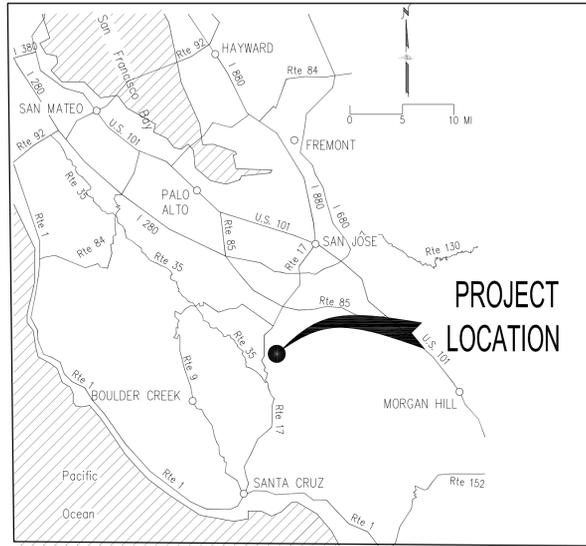 San
Francisco
Bay
I 380
Rte 92
HAYWARD
I 280
I 880
Rte 84
SAN MATEO
U.S. 101
Rte 92
N
0 5 10 MI
FREMONT
Rte 35
PALO
ALTO
Rte 1
Rte 84
I 280
U.S. 101
Rte 85
I 880
I 680
Rte 17
SAN JOSE
Rte 130
Rte 35
Rte 85
PROJECT
LOCATION
U.S. 101
Rte 35
Rte 9
BOULDER CREEK
Rte 1
Rte 17
MORGAN HILL
Pacific
Ocean
Rte 1
SANTA CRUZ
Rte 1
Rte 152